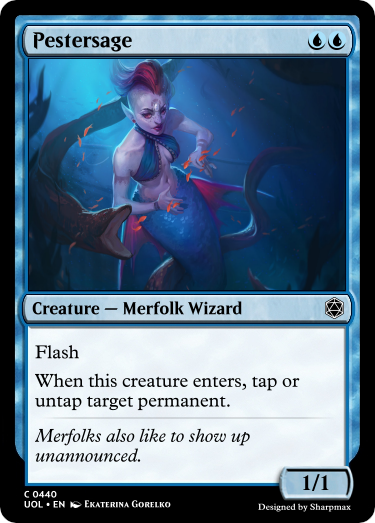 Pestersage
Creature — Merfolk Wizard
Flash
When this creature enters, tap or
untap target permanent.
Merfolks also like to show up
unannounced.
1/1
C 0440
UOL • EN Ekaterina Gorelko
Designed by Sharpmax